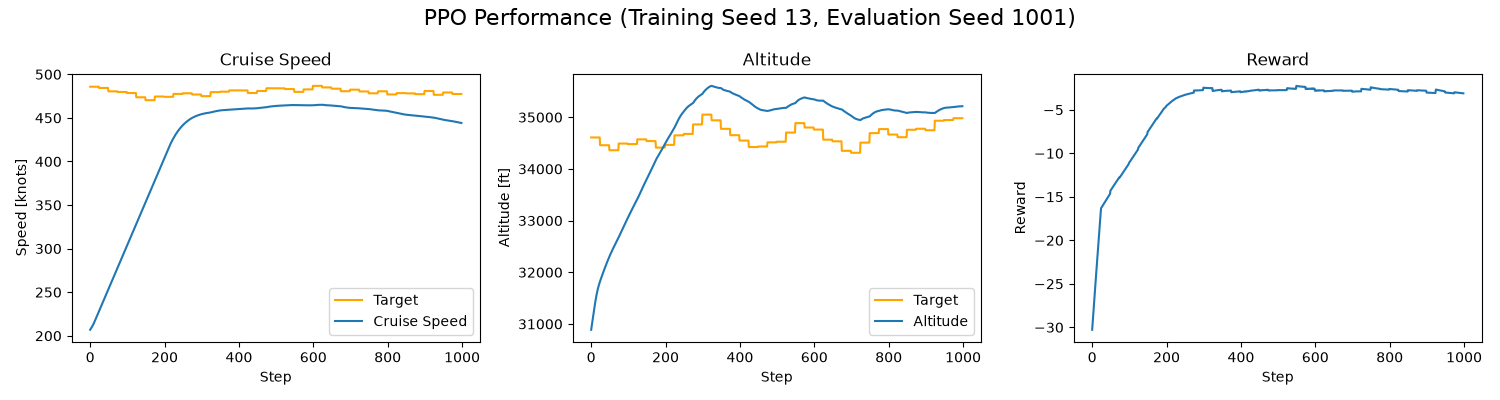 PPO Performance (Training Seed 13, Evaluation Seed 1001)
Cruise Speed
Speed [knots]
500
450
400
350
300
250
200
Target
Cruise Speed
0 200 400 600 800 1000
Step
Altitude
Altitude [ft]
35000
34000
33000
32000
31000
Target
Altitude
0 200 400 600 800 1000
Step
Reward
Reward
−5
−10
−15
−20
−25
−30
0 200 400 600 800 1000
Step